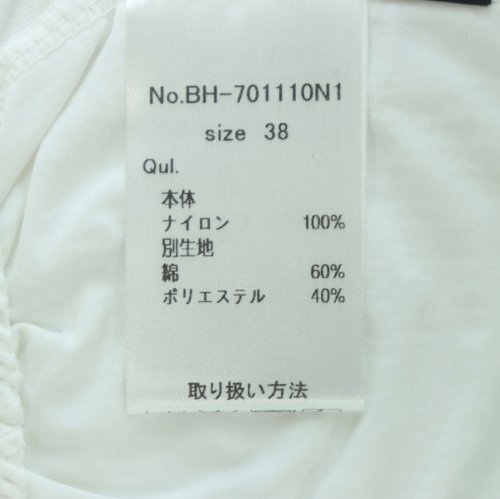 No.BH-701110N1
size 38
Qul.
本体
ナイロン 100%
別生地
綿 60%
ポリエステル 40%
取り扱い方法